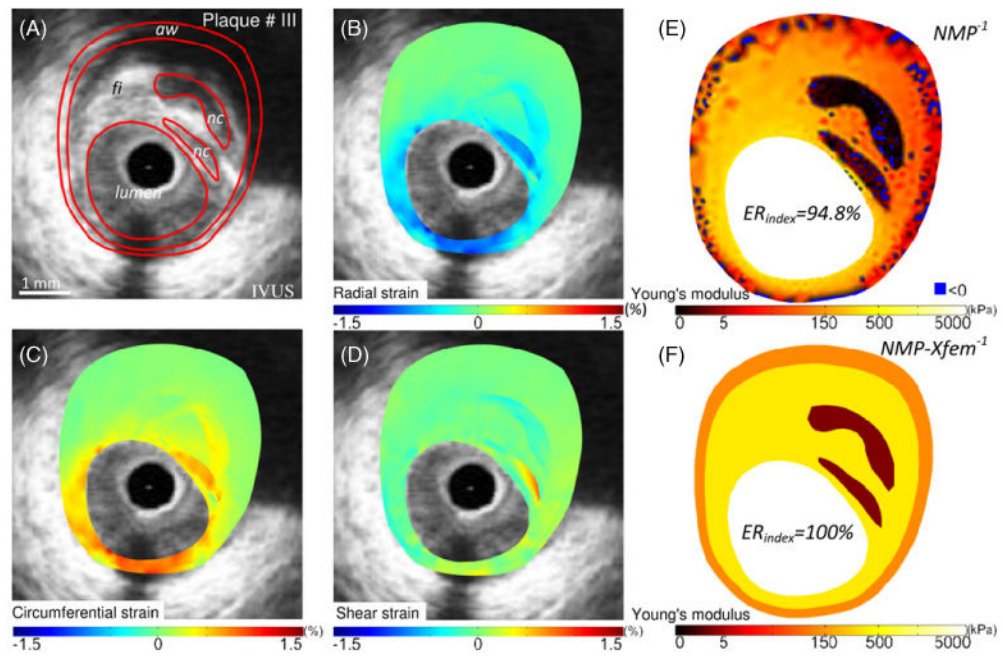 (A)
Plaque # III
aw
fi
nc
nc
lumen
1 mm
IVUS
(B)
Radial strain
(%)
-1.5 0 1.5
(E)
NMP-1
ERindex=94.8%
<0
Young's modulus
(kPa)
0 5 150 500 5000
(C)
Circumferential strain
(%)
-1.5 0 1.5
(D)
Shear strain
(%)
-1.5 0 1.5
(F)
NMP-Xfem-1
ERindex=100%
Young's modulus
(kPa)
0 5 150 500 5000